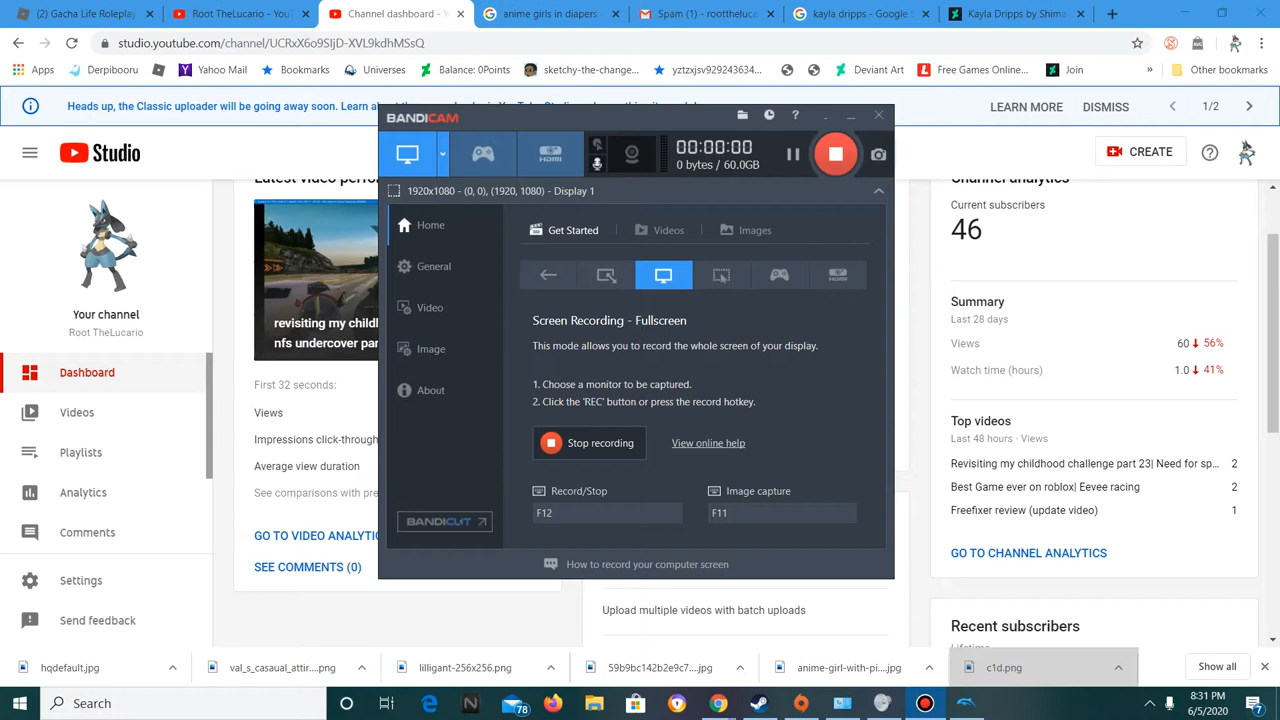 (2) Gacha Life Roleplay
Root TheLucario - YouT
Channel dashboard - Y
anime girls in diapers
Spam (1) - roottheluca
kayla dripps - Google S
Kayla Dripps by Shima
studio.youtube.com/channel/UCRxX6o9SIjD-XVL9kdhMSsQ
Apps
Derpibooru
Yahoo Mail
Bookmarks
Universes
Balance: 0Points
sketchy-the-change...
yztzxjsv929243634...
Deviant Art
Free Games Online...
Join
Other bookmarks
Heads up, the Classic uploader will be going away soon. Learn
LEARN MORE
DISMISS
1/2
Studio
CREATE
BANDICAM
00:00:00
0 bytes / 60.0GB
1920x1080 - (0, 0), (1920, 1080) - Display 1
Home
General
Video
Image
About
BANDICUT
Get Started
Videos
Images
Screen Recording - Fullscreen
This mode allows you to record the whole screen of your display.
1. Choose a monitor to be captured.
2. Click the 'REC' button or press the record hotkey.
Stop recording
View online help
Record/Stop
Image capture
F12
F11
How to record your computer screen
Your channel
Root TheLucario
Dashboard
Videos
Playlists
Analytics
Comments
Settings
Send feedback
Latest video perfor
revisiting my childh
nfs undercover par
First 32 seconds:
Views
Impressions click-through
Average view duration
See comparisons with pre
GO TO VIDEO ANALYTIC
SEE COMMENTS (0)
Upload multiple videos with batch uploads
Channel analytics
Current subscribers
46
Summary
Last 28 days
Views
60
56%
Watch time (hours)
1.0
41%
Top videos
Last 48 hours · Views
Revisiting my childhood challenge part 23| Need for sp...
2
Best Game ever on roblox| Eevee racing
2
Freefixer review (update video)
1
GO TO CHANNEL ANALYTICS
Recent subscribers
Lifetime
hqdefault.jpg
val_s_casaual_attir....png
lilligant-256x256.png
59b9bc142b2e9c7....jpg
anime-girl-with-pi....jpg
c1d.png
Show all
Search
78
8:31 PM
6/5/2020
7